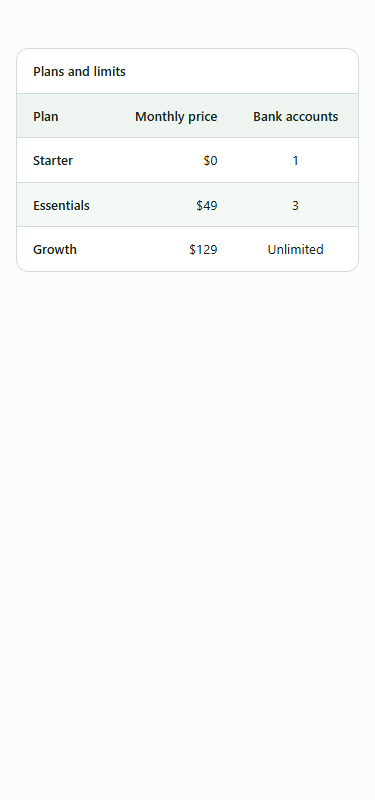 Plans and limits
Plan Monthly price Bank accounts
Starter $0 1
Essentials $49 3
Growth $129 Unlimited